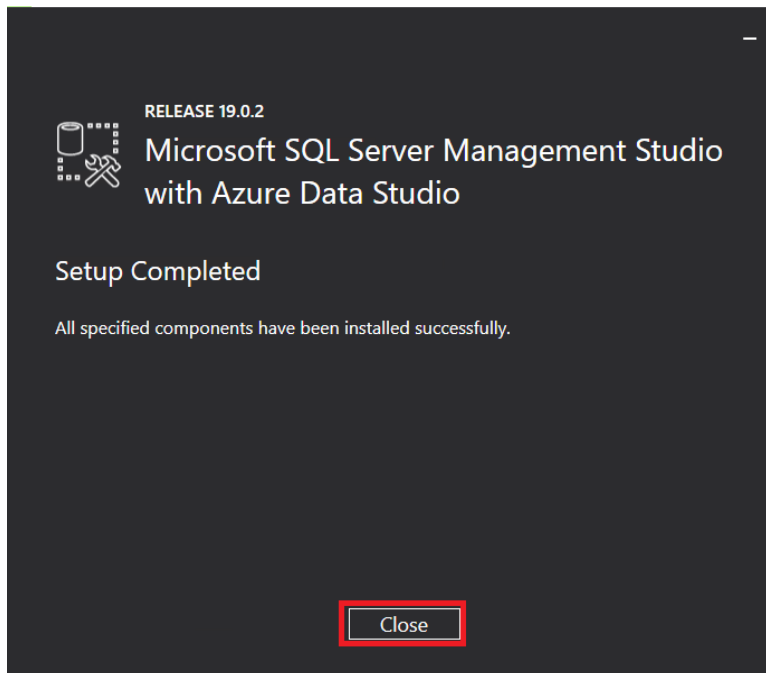 RELEASE 19.0.2
Microsoft SQL Server Management Studio
with Azure Data Studio
Setup Completed
All specified components have been installed successfully.
Close